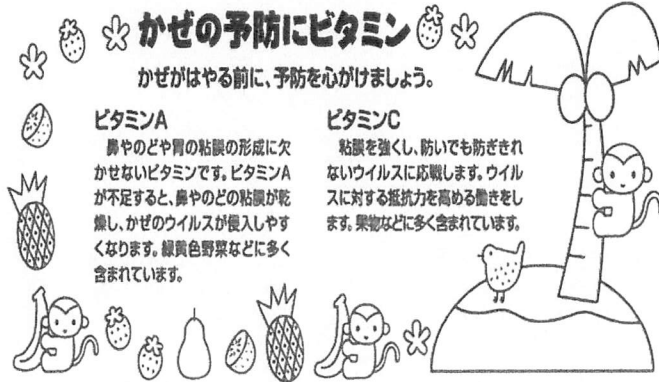 かぜの予防にビタミン
かぜがはやる前に、予防を心がけましょう。
ビタミンA
鼻やのどや胃の粘膜の形成に欠
かせないビタミンです。ビタミンA
が不足すると、鼻やのどの粘膜が乾
燥し、かぜのウイルスが侵入しやす
くなります。緑黄色野菜などに多く
含まれています。
ビタミンC
粘膜を強くし、防いでも防ぎきれ
ないウイルスに応戦します。ウイル
スに対する抵抗力を高める働きをし
ます。果物などに多く含まれています。